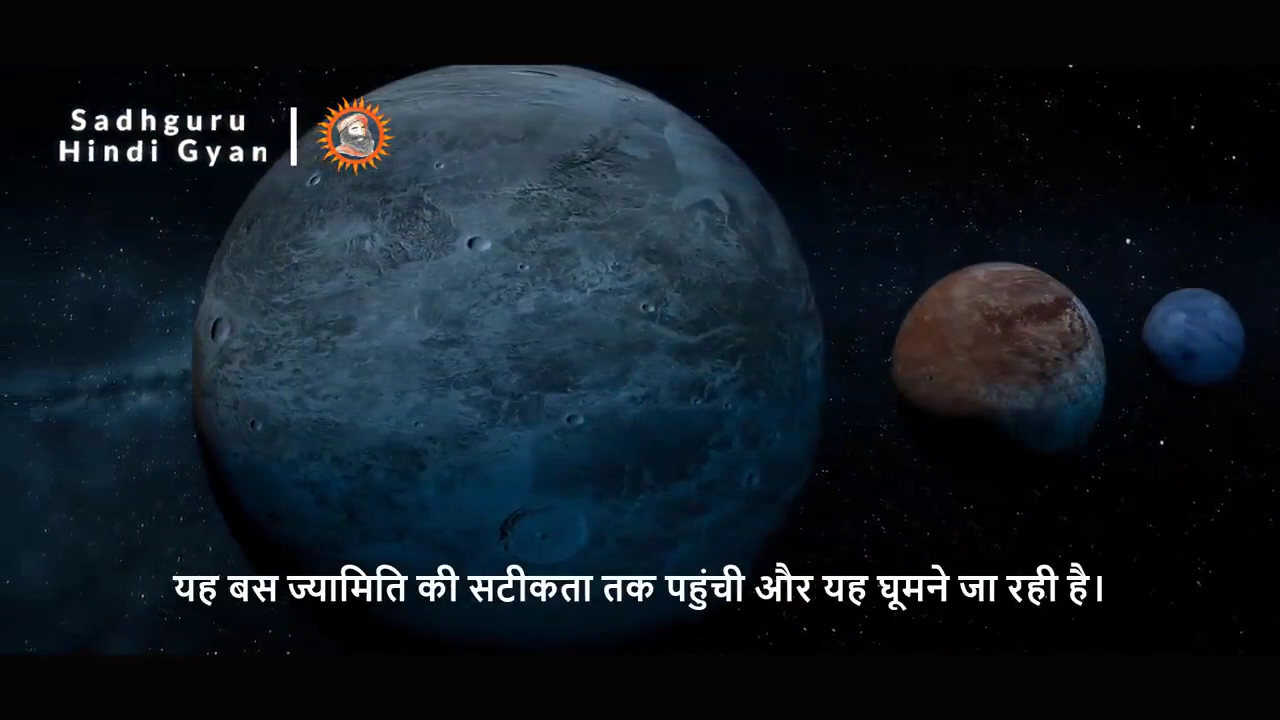 Sadhguru
Hindi Gyan
यह बस ज्यामिति की सटीकता तक पहुंची और यह घूमने जा रही है।